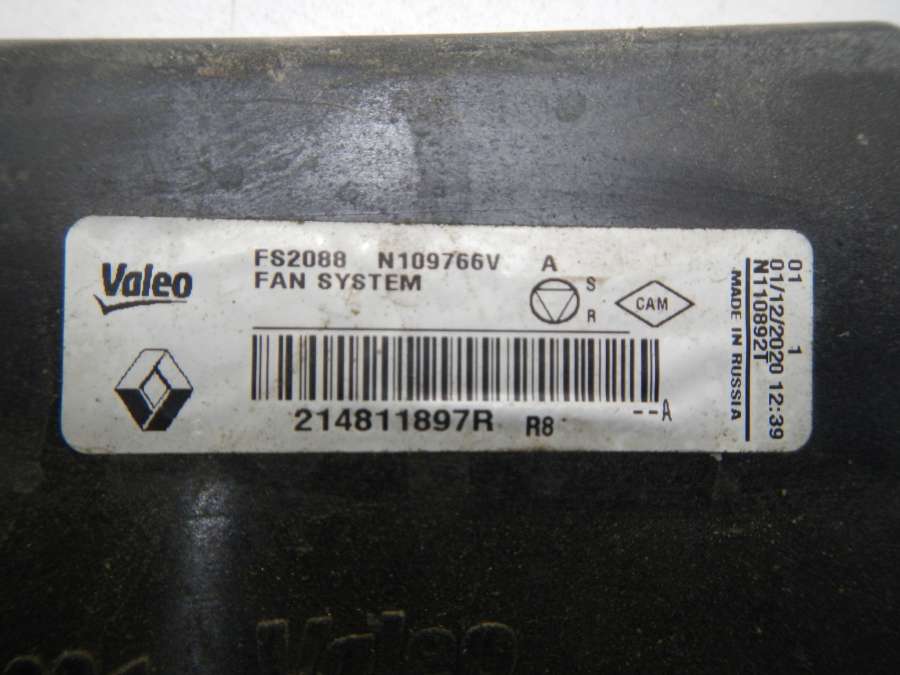 Valeo
FS2088 N109766V A
FAN SYSTEM
S
R
CAM
214811897R R8 --A
01 1
01/12/2020 12:39
N110892T
MADE IN RUSSIA
Valeo